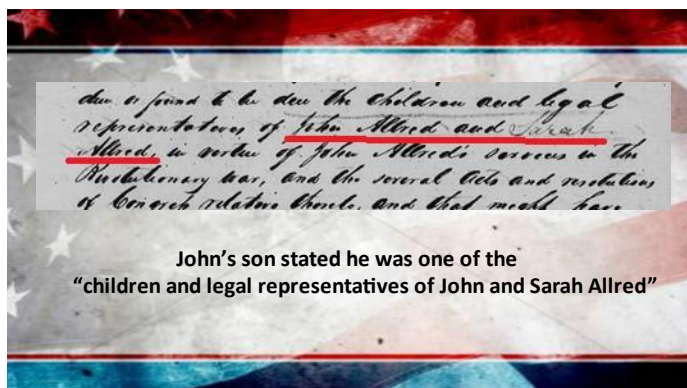 due or found to be due the children and legal
representatives, of John Allred and Sarah
Allred, in virtue of John Allred's services in the
Revolutionary war, and the several acts and resolutions
of Congress relative thereto, and that might have
John's son stated he was one of the
"children and legal representatives of John and Sarah Allred"